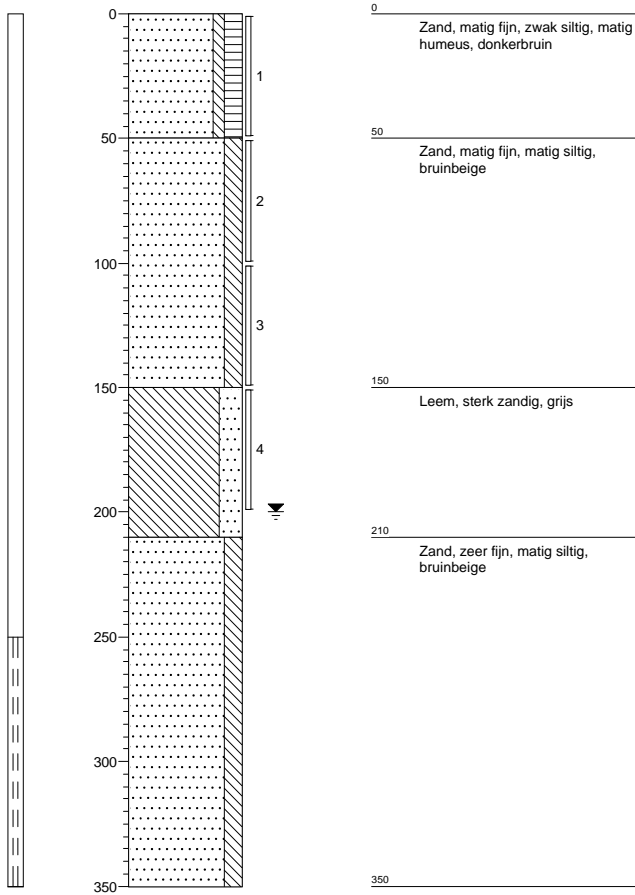 0
0
Zand, matig fijn, zwak siltig, matig
humeus, donkerbruin
1
50
50
Zand, matig fijn, matig siltig,
bruinbeige
2
100
3
150
150
Leem, sterk zandig, grijs
4
200
210
Zand, zeer fijn, matig siltig,
bruinbeige
250
300
350
350